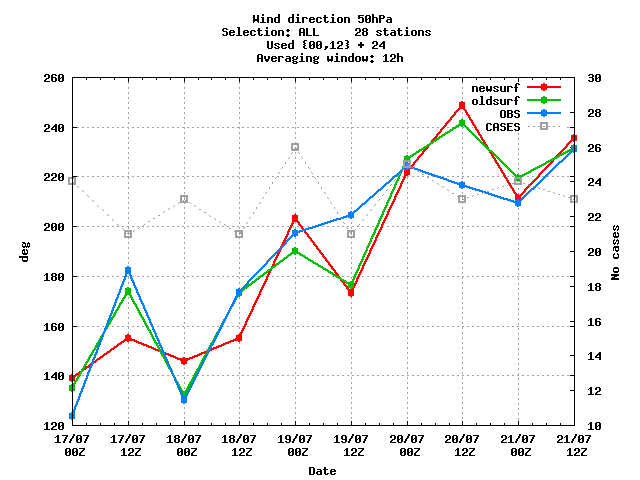 Wind direction 50hPa
Selection: ALL     28 stations
Used {00,12} + 24
Averaging window: 12h
newsurf
oldsurf
OBS
CASES
260
240
220
200
180
160
140
120
deg
30
28
26
24
22
20
18
16
14
12
10
No cases
17/07 17/07 18/07 18/07 19/07 19/07 20/07 20/07 21/07 21/07
00Z 12Z 00Z 12Z 00Z 12Z 00Z 12Z 00Z 12Z
Date